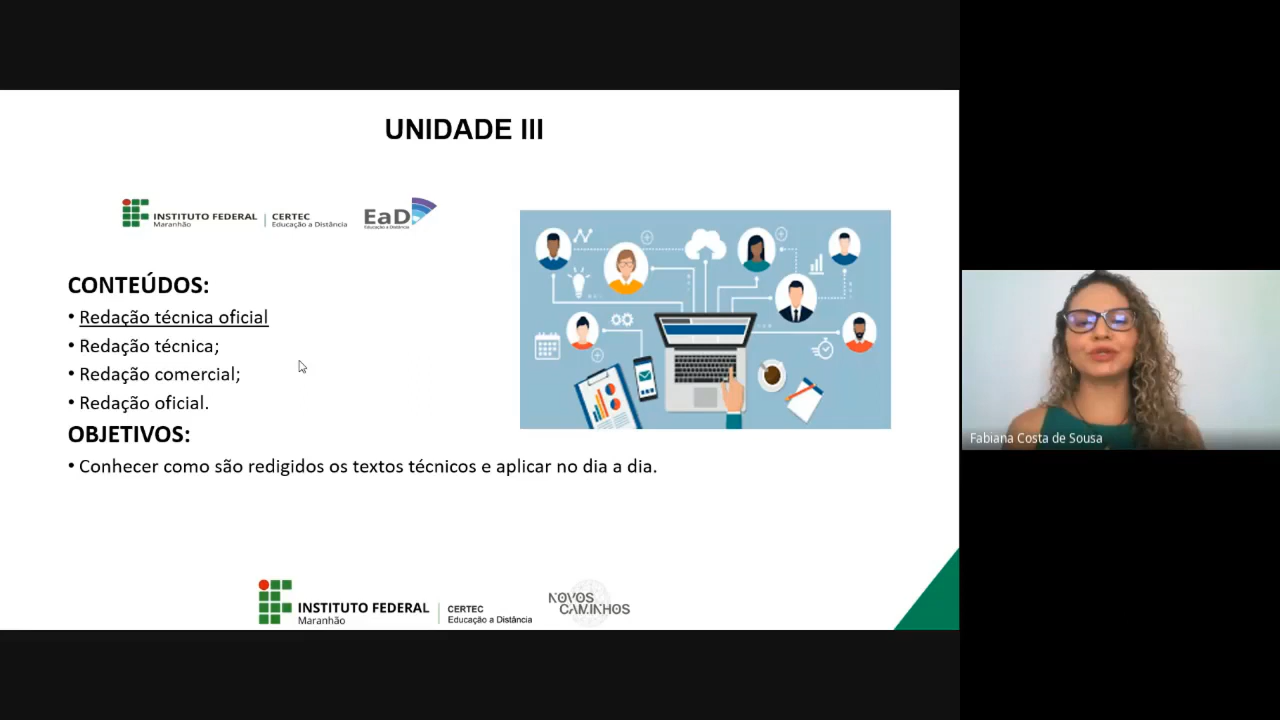 UNIDADE III
INSTITUTO FEDERAL
Maranhão
CERTEC
Educação a Distância
EaD
Educação a Distância
CONTEÚDOS:
• Redação técnica oficial
• Redação técnica;
• Redação comercial;
• Redação oficial.
OBJETIVOS:
• Conhecer como são redigidos os textos técnicos e aplicar no dia a dia.
Fabiana Costa de Sousa
INSTITUTO FEDERAL
Maranhão
CERTEC
Educação a Distância
NOVOS
CAMINHOS